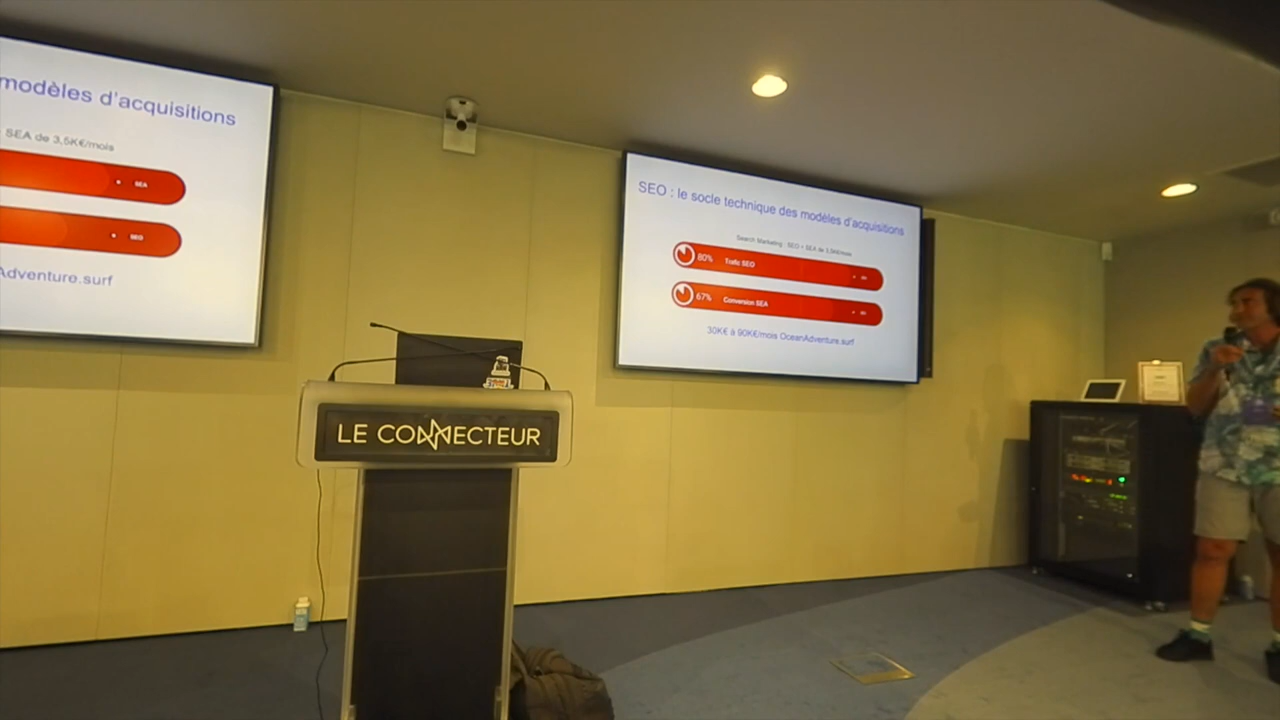 modèles d'acquisitions
SEA de 3,5K€/mois
SEA
SEO
Adventure.surf
SEO : le socle technique des modèles d'acquisitions
Search Marketing : SEO + SEA de 3,5K€/mois
80% Trafic SEO
67% Conversion SEA
30K€ à 90K€/mois OceanAdventure.surf
LE CONNECTEUR